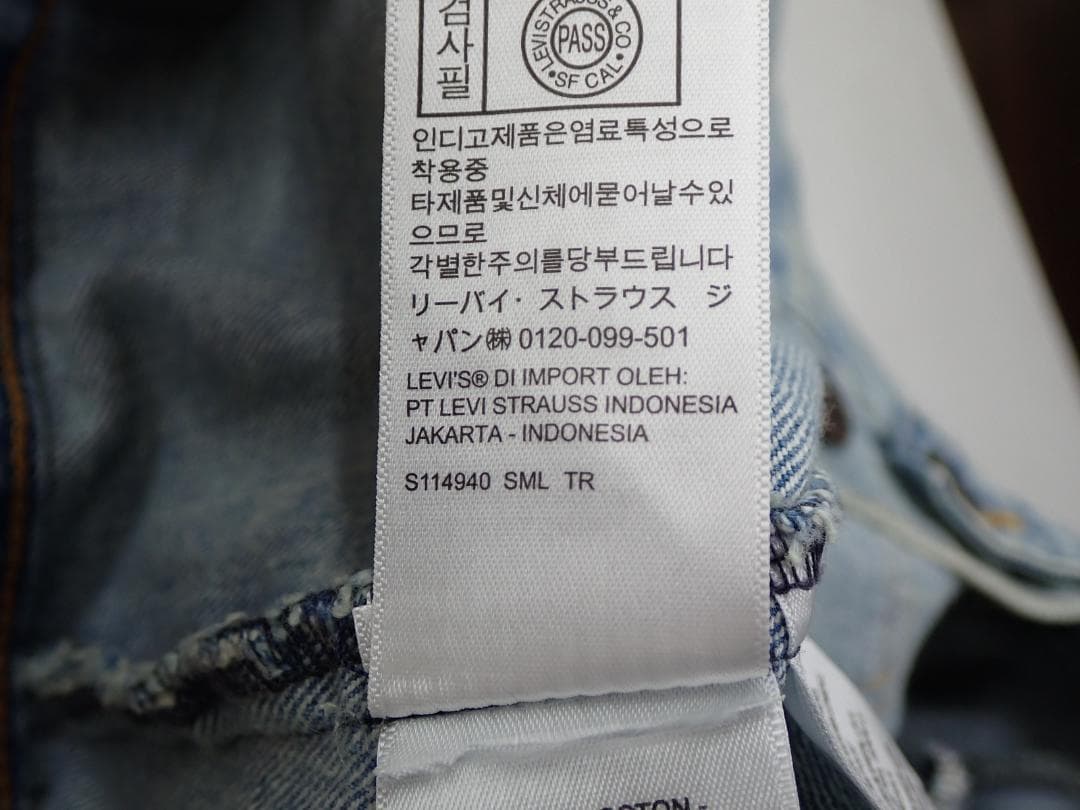 검사필
LEVI STRAUSS & CO
PASS
SF CAL
인디고제품은염료특성으로
착용중
타제품및신체에묻어날수있
으므로
각별한주의를당부드립니다
リーバイ・ストラウス ジ
ャパン㈱ 0120-099-501
LEVI'S® DI IMPORT OLEH:
PT LEVI STRAUSS INDONESIA
JAKARTA - INDONESIA
S114940 SML TR
COTTON -